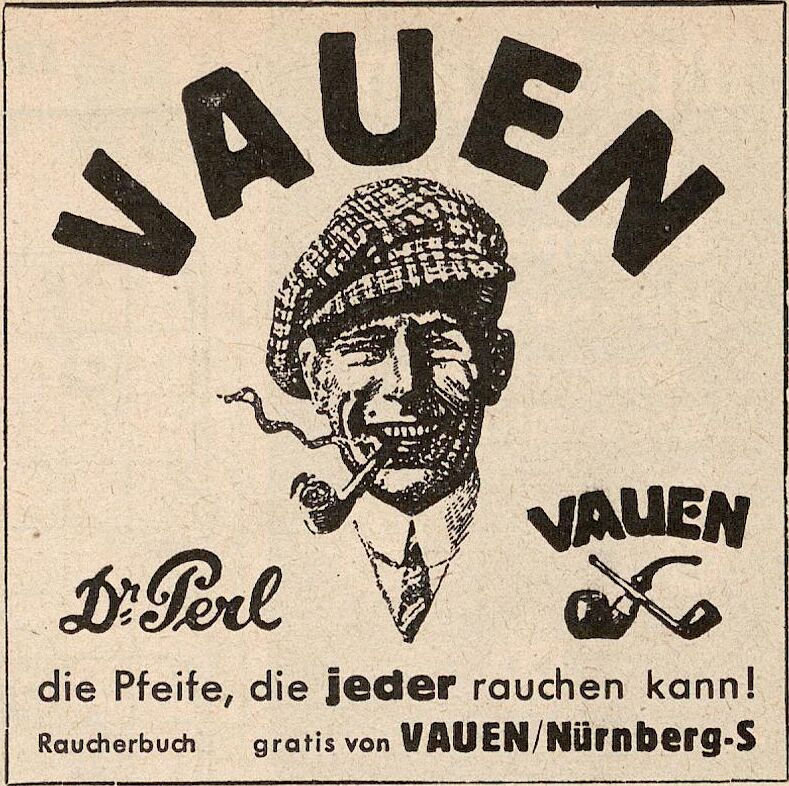 VAUEN
VAUEN
Dr. Perl
die Pfeife, die jeder rauchen kann!
Raucherbuch gratis von VAUEN/Nürnberg-S